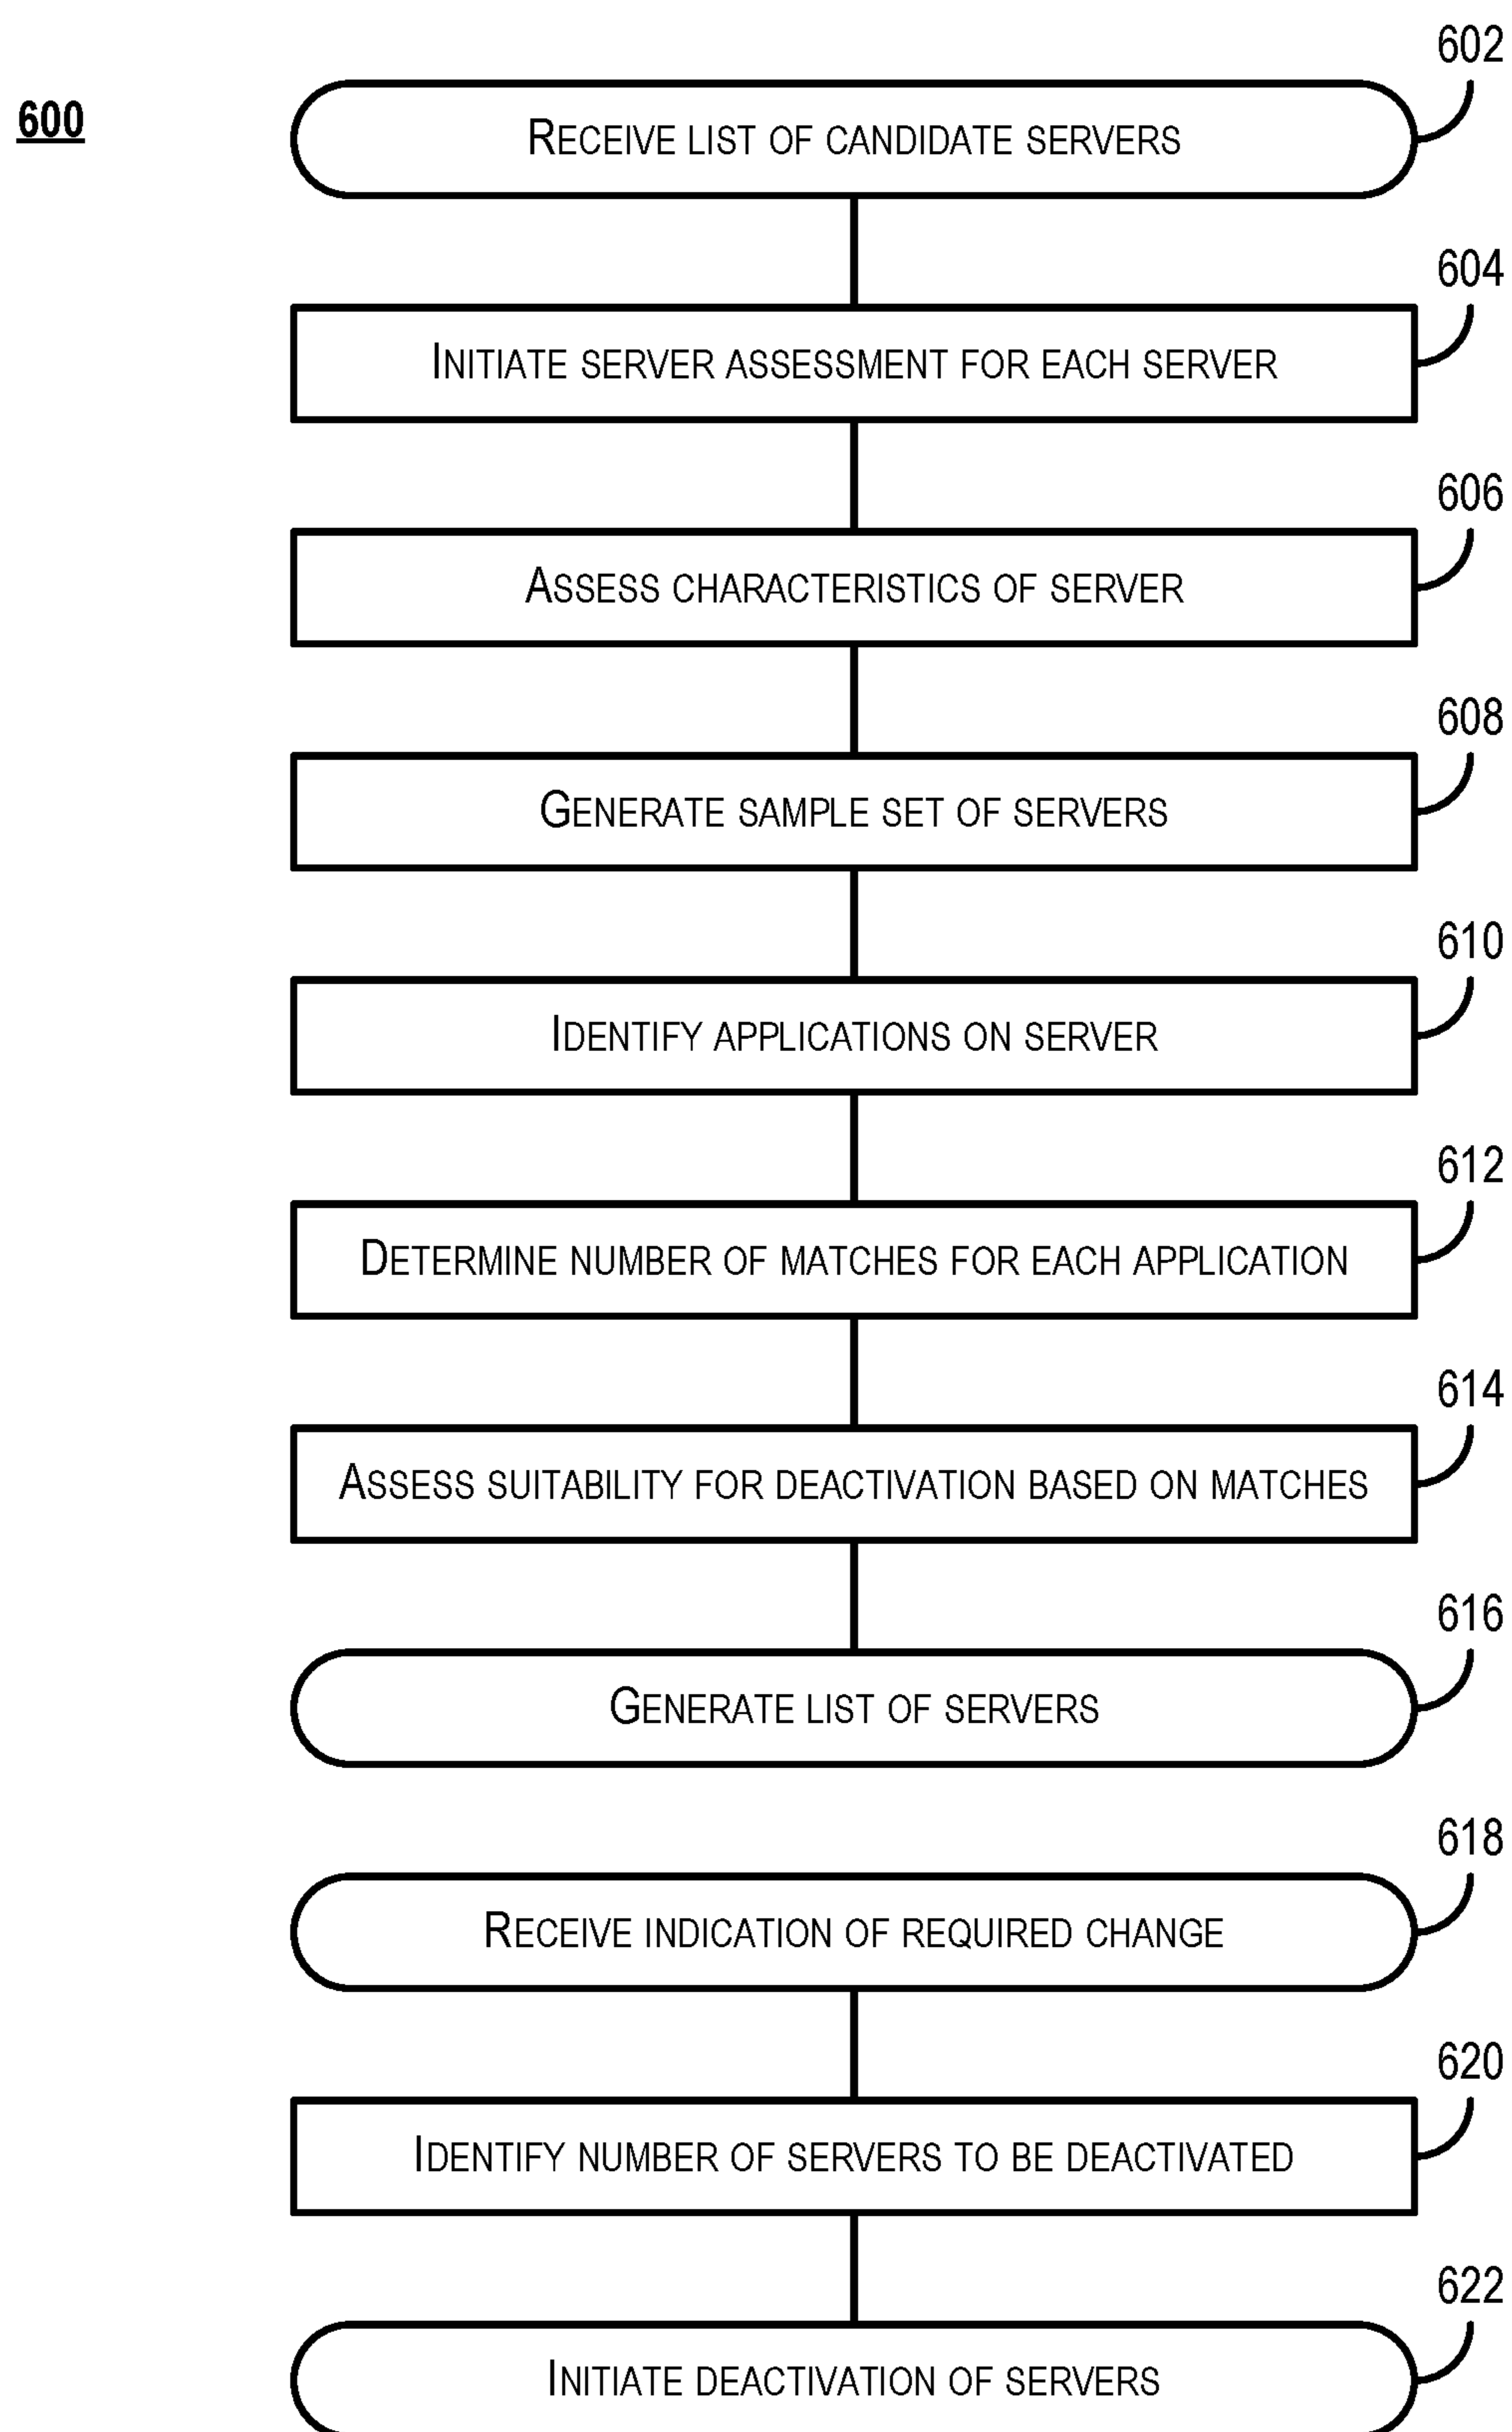 600
602
RECEIVE LIST OF CANDIDATE SERVERS
604
INITIATE SERVER ASSESSMENT FOR EACH SERVER
606
ASSESS CHARACTERISTICS OF SERVER
608
GENERATE SAMPLE SET OF SERVERS
610
IDENTIFY APPLICATIONS ON SERVER
612
DETERMINE NUMBER OF MATCHES FOR EACH APPLICATION
614
ASSESS SUITABILITY FOR DEACTIVATION BASED ON MATCHES
616
GENERATE LIST OF SERVERS
618
RECEIVE INDICATION OF REQUIRED CHANGE
620
IDENTIFY NUMBER OF SERVERS TO BE DEACTIVATED
622
INITIATE DEACTIVATION OF SERVERS